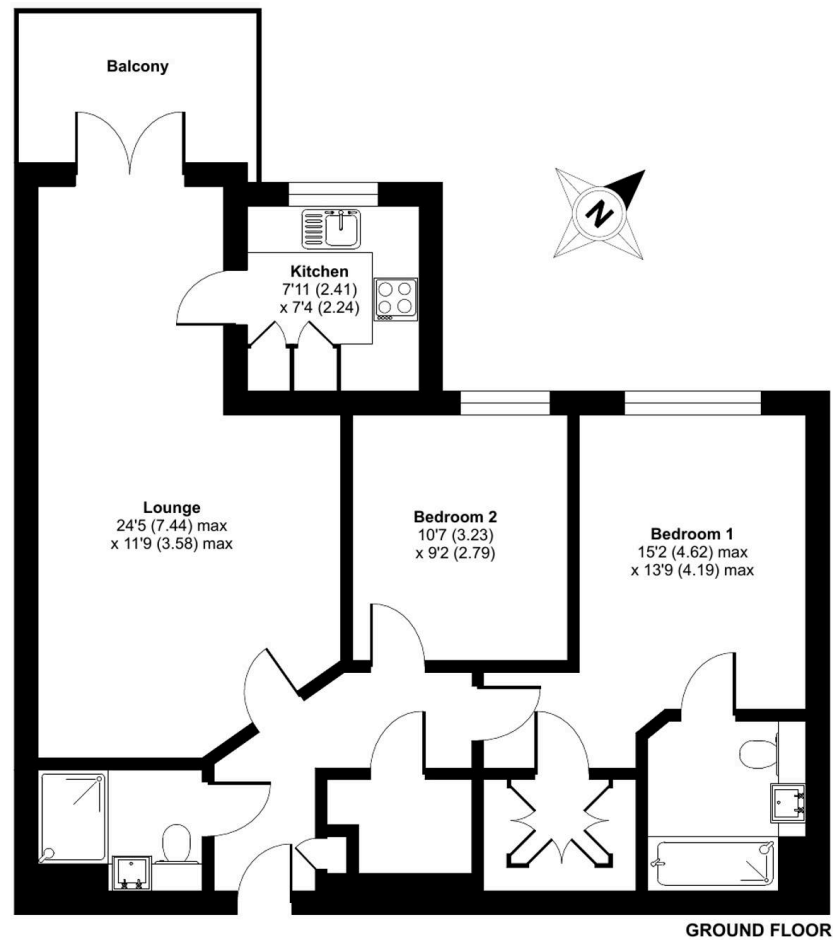 Balcony
N
Kitchen
7'11 (2.41)
x 7'4 (2.24)
Lounge
24'5 (7.44) max
x 11'9 (3.58) max
Bedroom 2
10'7 (3.23)
x 9'2 (2.79)
Bedroom 1
15'2 (4.62) max
x 13'9 (4.19) max
GROUND FLOOR